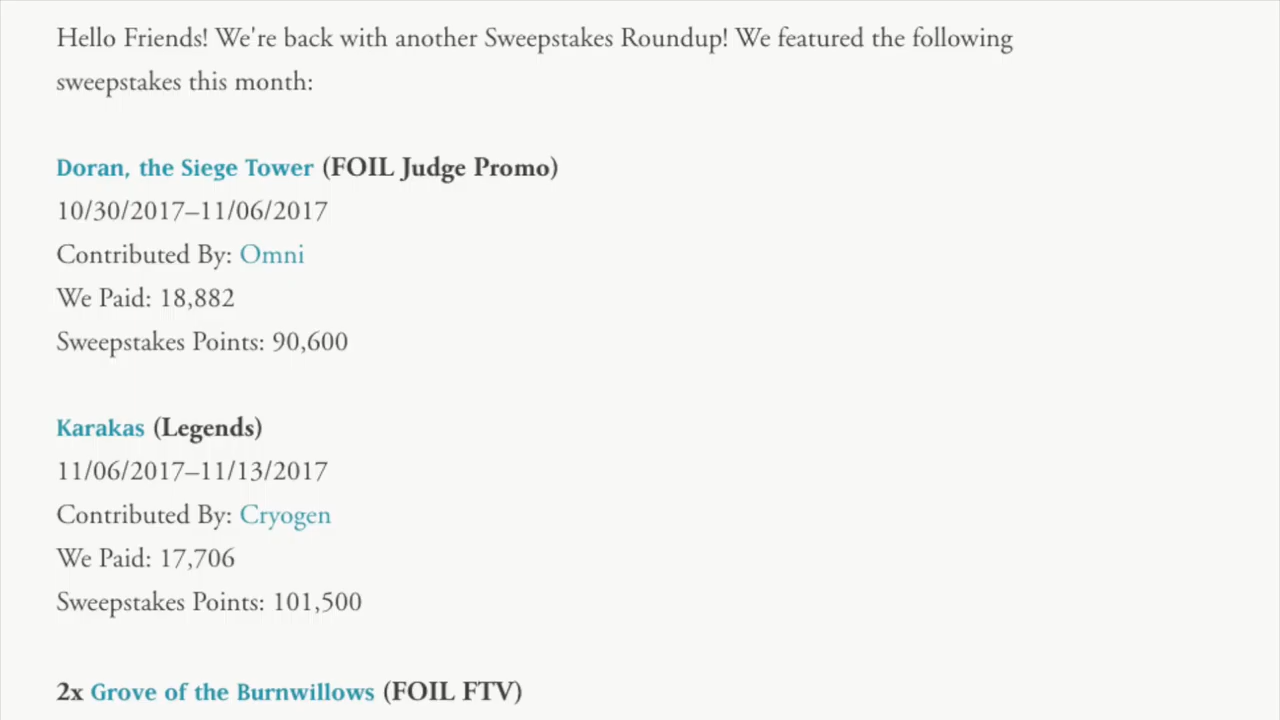 Hello Friends! We're back with another Sweepstakes Roundup! We featured the following
sweepstakes this month:
Doran, the Siege Tower (FOIL Judge Promo)
10/30/2017–11/06/2017
Contributed By: Omni
We Paid: 18,882
Sweepstakes Points: 90,600
Karakas (Legends)
11/06/2017–11/13/2017
Contributed By: Cryogen
We Paid: 17,706
Sweepstakes Points: 101,500
2x Grove of the Burnwillows (FOIL FTV)